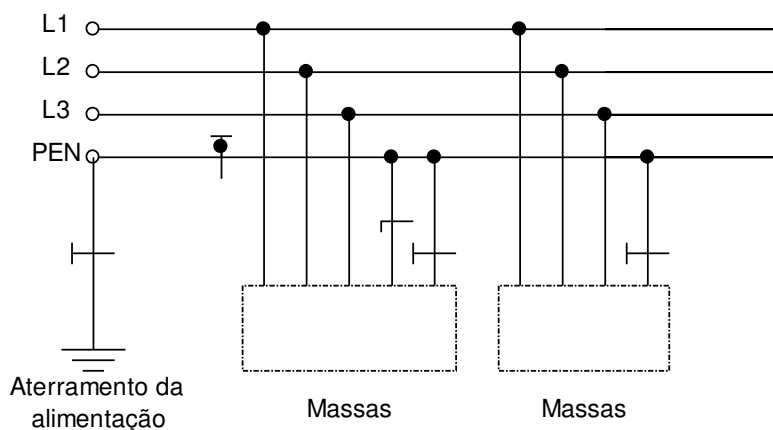 L1
L2
L3
PEN
Aterramento da
alimentação
Massas
Massas